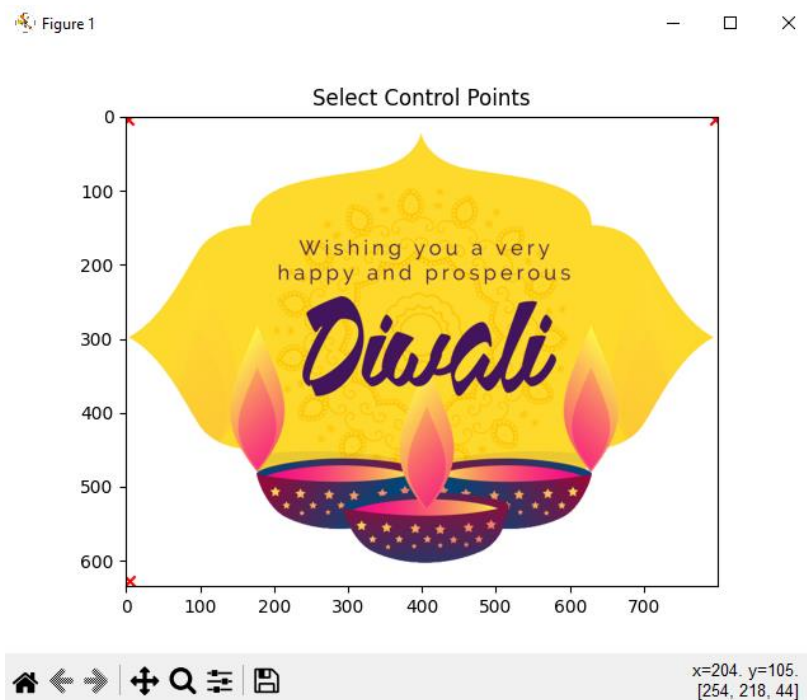 Figure 1
Select Control Points
0
100
200
300
400
500
600
Wishing you a very
happy and prosperous
Diwali
0 100 200 300 400 500 600 700
x=204. y=105.
[254, 218, 44]